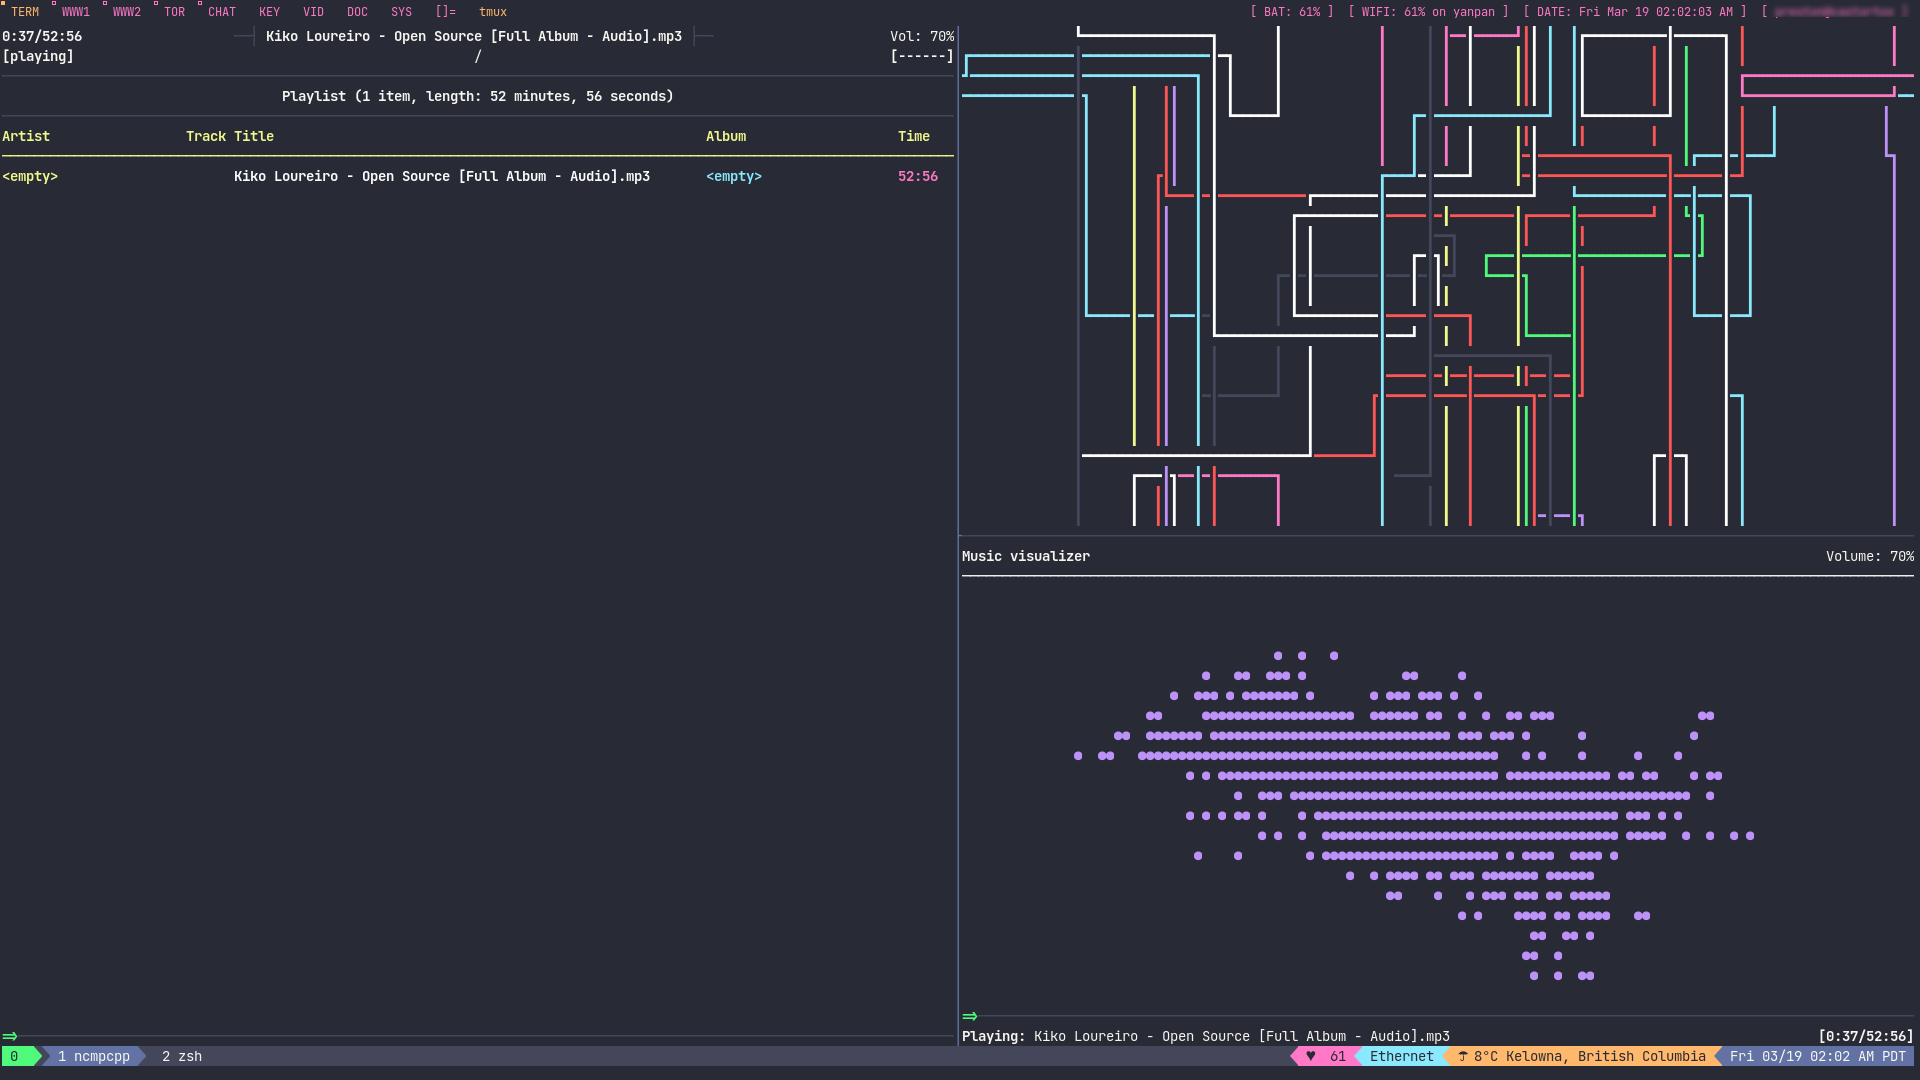 TERM WWW1 WWW2 TOR CHAT KEY VID DOC SYS []= tmux [ BAT: 61% ] [ WIFI: 61% on yanpan ] [ DATE: Fri Mar 19 02:02:03 AM ] [ ]
0:37/52:56 Kiko Loureiro - Open Source [Full Album - Audio].mp3 Vol: 70%
[playing] / [------]
Playlist (1 item, length: 52 minutes, 56 seconds)
Artist Track Title Album Time
<empty> Kiko Loureiro - Open Source [Full Album - Audio].mp3 <empty> 52:56
Music visualizer Volume: 70%
Playing: Kiko Loureiro - Open Source [Full Album - Audio].mp3 [0:37/52:56]
0 1 ncmpcpp 2 zsh ♥ 61 Ethernet ☂ 8°C Kelowna, British Columbia Fri 03/19 02:02 AM PDT